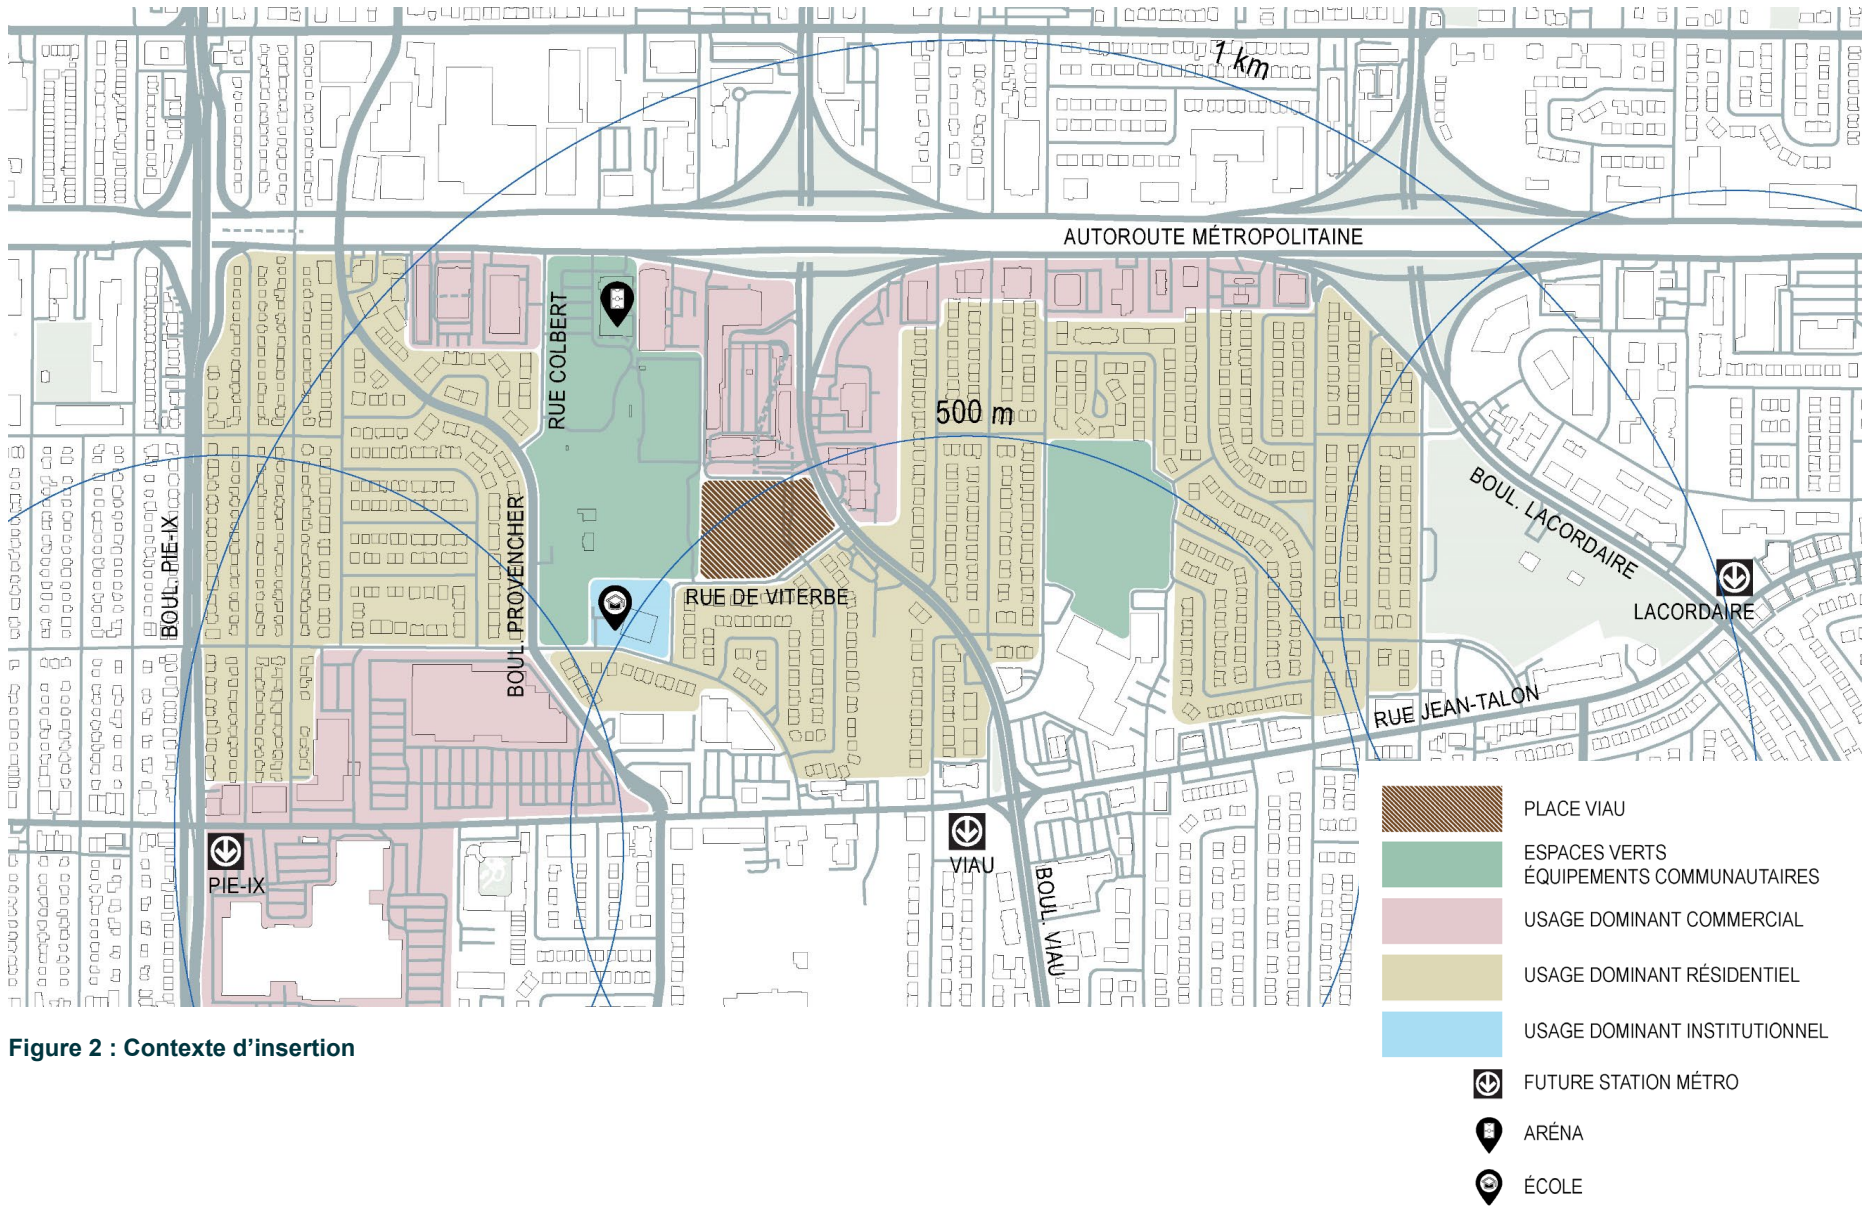 1 km
AUTOROUTE MÉTROPOLITAINE
RUE COLBERT
500 m
BOUL. PIE-IX
BOUL. PROVENCHER
RUE DE VITERBE
BOUL. LACORDAIRE
LACORDAIRE
RUE JEAN-TALON
PIE-IX
VIAU
BOUL. VIAU
PLACE VIAU
ESPACES VERTS
ÉQUIPEMENTS COMMUNAUTAIRES
USAGE DOMINANT COMMERCIAL
USAGE DOMINANT RÉSIDENTIEL
USAGE DOMINANT INSTITUTIONNEL
FUTURE STATION MÉTRO
ARÉNA
ÉCOLE
Figure 2 : Contexte d'insertion